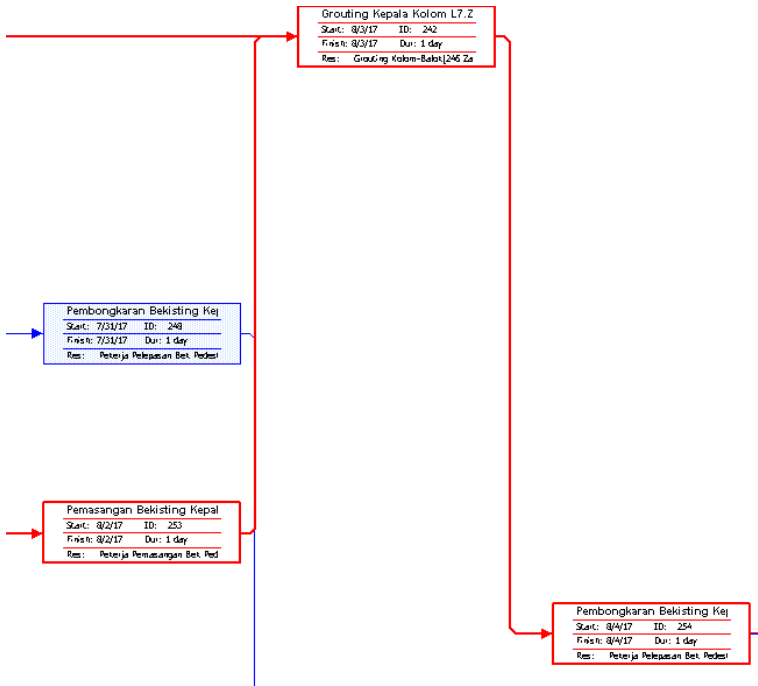 Grouting Kepala Kolom L7.Z
Start: 8/3/17 ID: 242
Finish: 8/3/17 Dur: 1 day
Res: Grouting Kolom-Balok[246 Za
Pembongkaran Bekisting Kep
Start: 7/31/17 ID: 248
Finish: 7/31/17 Dur: 1 day
Res: Pekerja Pelepasan Bek. Pedest
Pemasangan Bekisting Kepal
Start: 8/2/17 ID: 253
Finish: 8/2/17 Dur: 1 day
Res: Pekerja Pemasangan Bek. Ped
Pembongkaran Bekisting Kep
Start: 8/4/17 ID: 254
Finish: 8/4/17 Dur: 1 day
Res: Pekerja Pelepasan Bek. Pedest